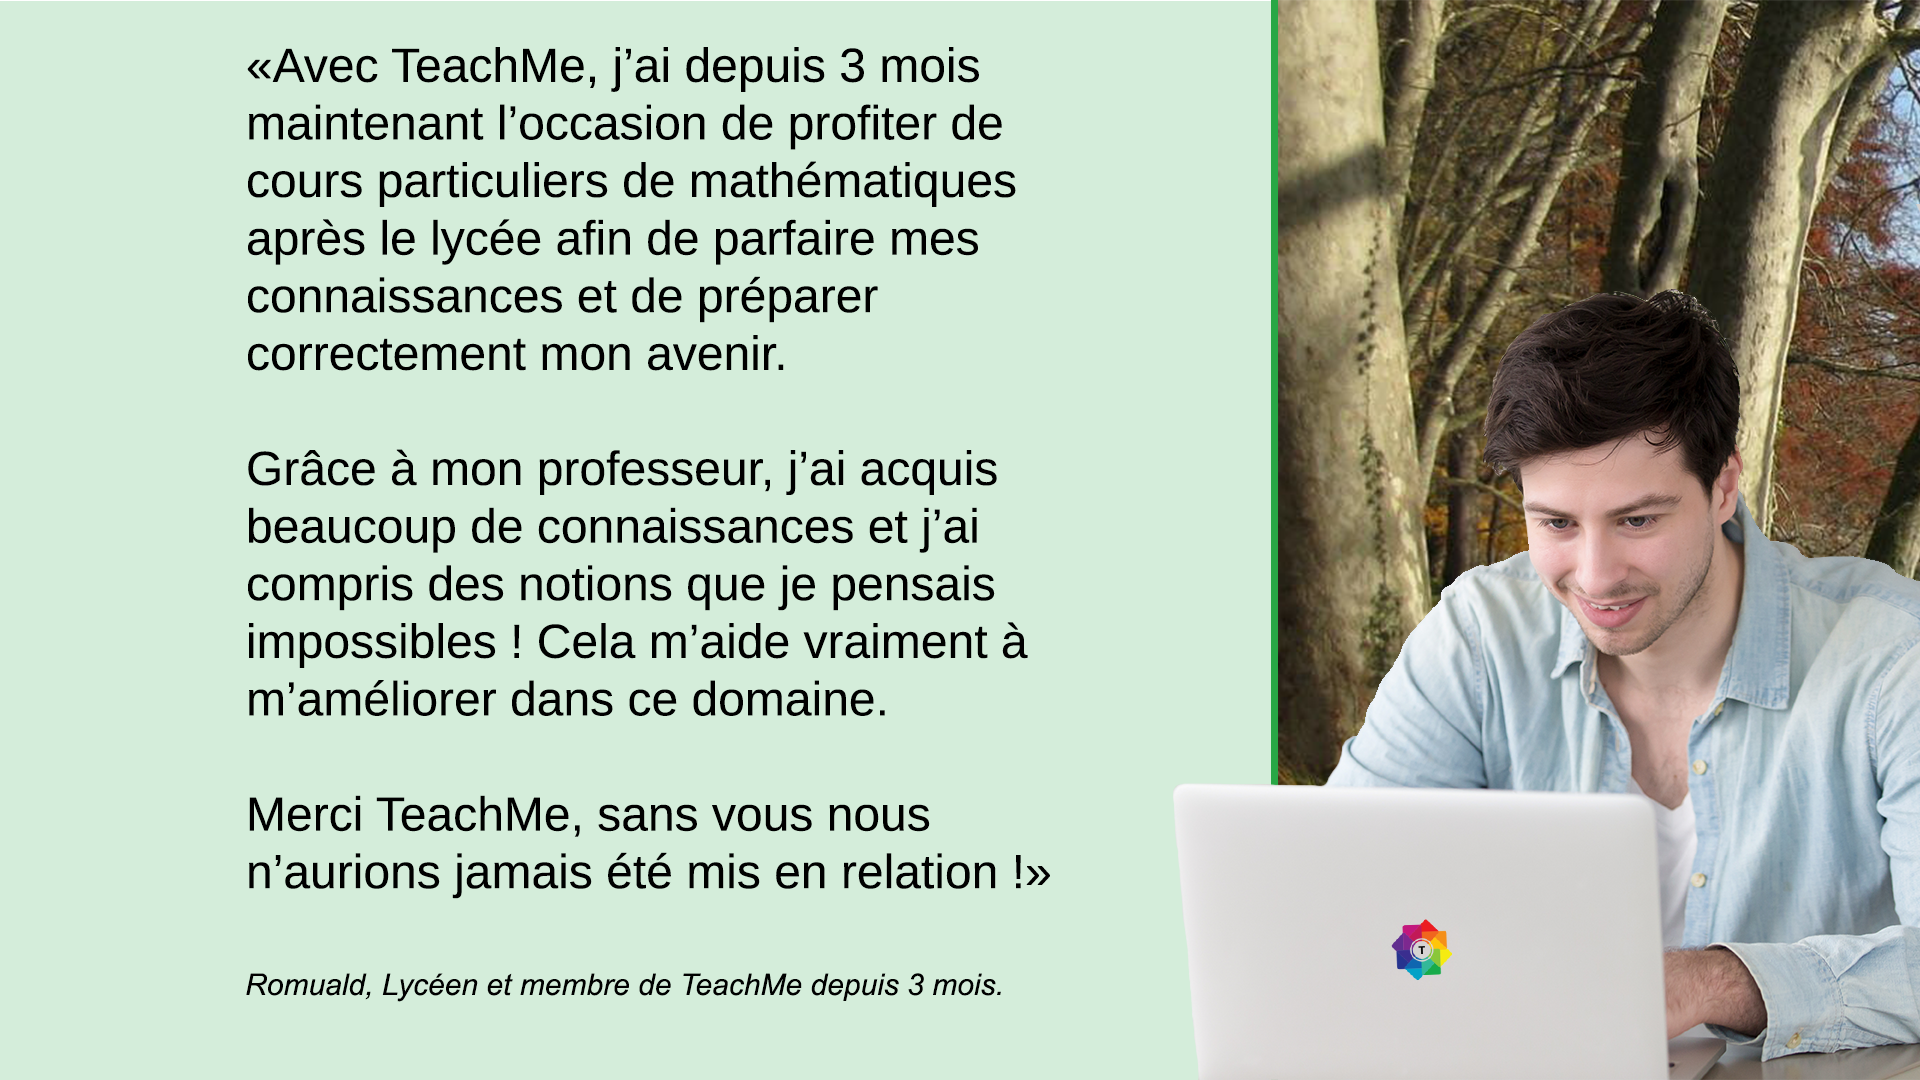 «Avec TeachMe, j’ai depuis 3 mois
maintenant l’occasion de profiter de
cours particuliers de mathématiques
après le lycée afin de parfaire mes
connaissances et de préparer
correctement mon avenir.
Grâce à mon professeur, j’ai acquis
beaucoup de connaissances et j’ai
compris des notions que je pensais
impossibles ! Cela m’aide vraiment à
m’améliorer dans ce domaine.
Merci TeachMe, sans vous nous
n’aurions jamais été mis en relation !»
Romuald, Lycéen et membre de TeachMe depuis 3 mois.
T